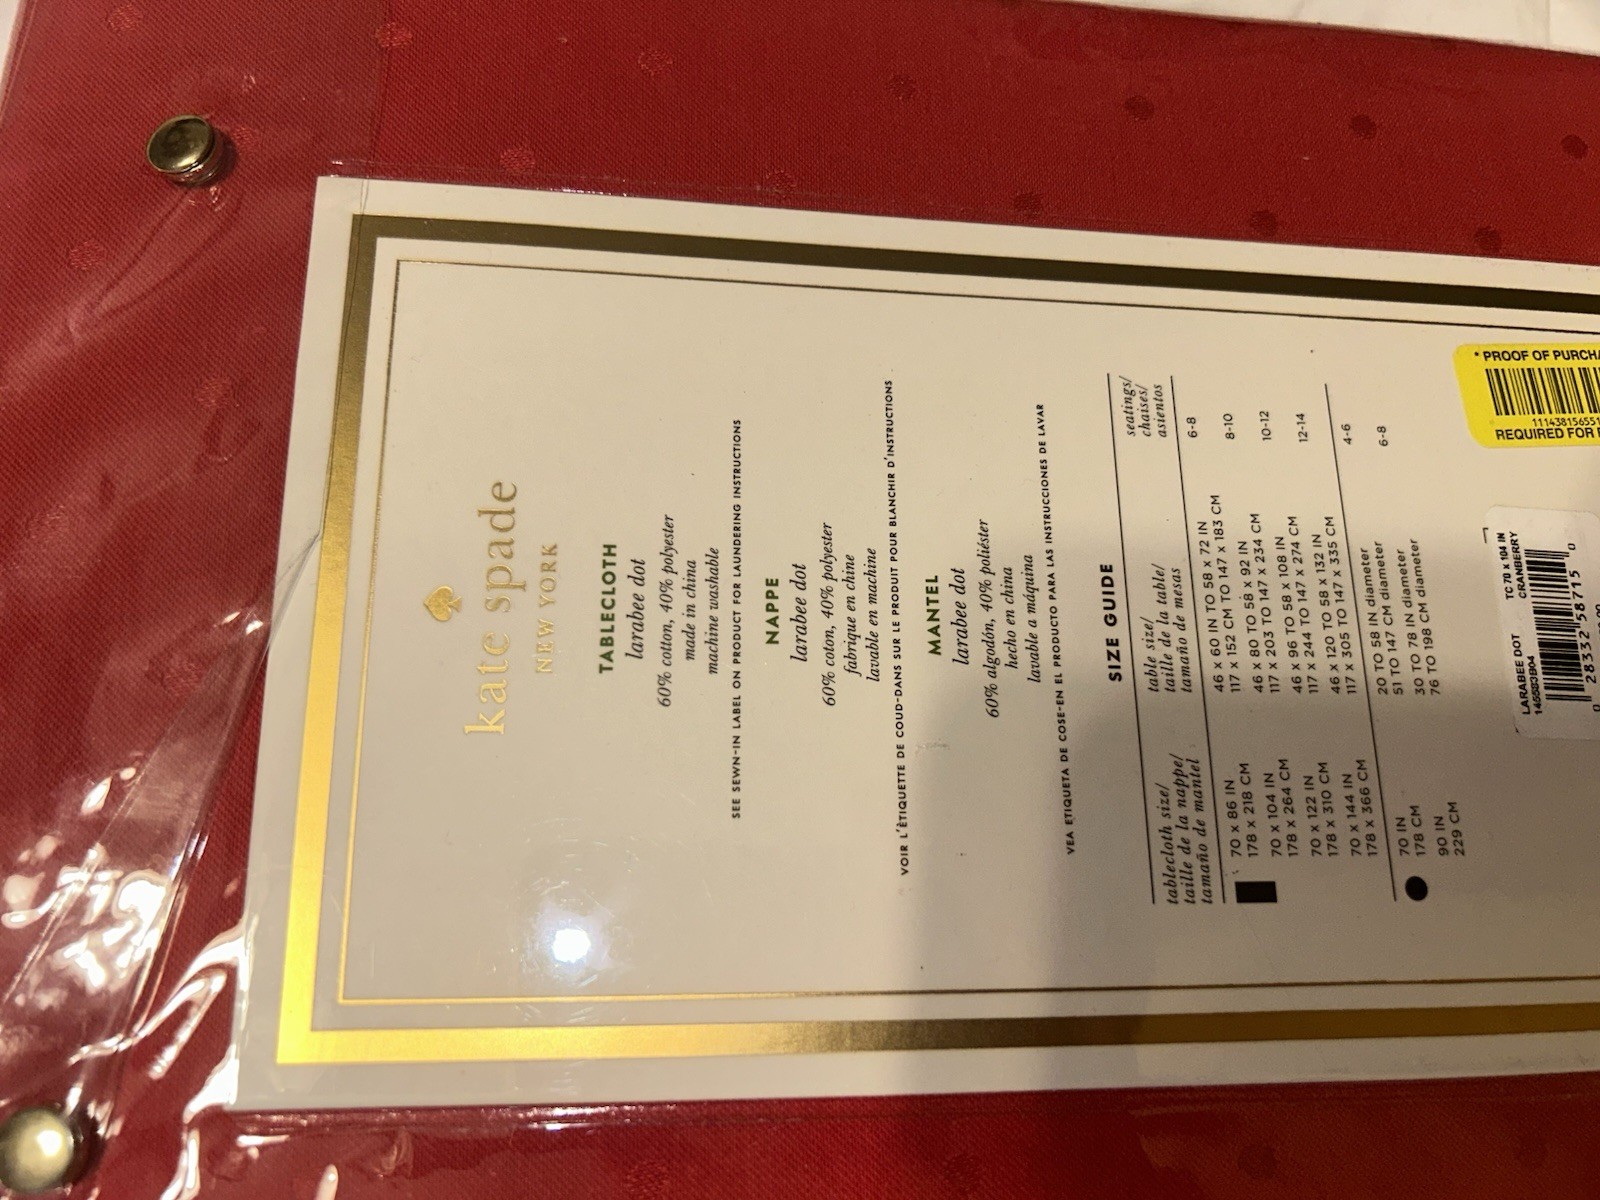 kate spade
NEW YORK
TABLECLOTH
larabee dot
60% cotton, 40% polyester
made in china
machine washable
SEE SEWN-IN LABEL ON PRODUCT FOR LAUNDERING INSTRUCTIONS
NAPPE
larabee dot
60% coton, 40% polyester
fabrique en chine
lavable en machine
VOIR L'ÈTIQUETTE DE COUD-DANS SUR LE PRODUIT POUR BLANCHIR D'INSTRUCTIONS
MANTEL
larabee dot
60% algodón, 40% poliéster
hecho en china
lavable a máquina
VEA ETIQUETA DE COSE-EN EL PRODUCTO PARA LAS INSTRUCCIONES DE LAVAR
SIZE GUIDE
tablecloth size/ table size/ seatings/
taille de la nappe/ taille de la table/ chaises/
tamaño de mantel tamaño de mesas asientos
70 x 86 IN 46 x 60 IN TO 58 x 72 IN 6-8
178 x 218 CM 117 x 152 CM TO 147 x 183 CM
70 x 104 IN 46 x 80 TO 58 x 92 IN 8-10
178 x 264 CM 117 x 203 TO 147 x 234 CM
70 x 122 IN 46 x 96 TO 58 x 108 IN 10-12
178 x 310 CM 117 x 244 TO 147 x 274 CM
70 x 144 IN 46 x 120 TO 58 x 132 IN 12-14
178 x 366 CM 117 x 305 TO 147 x 335 CM
70 IN 20 TO 58 IN diameter 4-6
178 CM 51 TO 147 CM diameter
90 IN 30 TO 78 IN diameter 6-8
229 CM 76 TO 198 CM diameter
* PROOF OF PURCHA
11143815655
REQUIRED FOR
LARABEE DOT TC 70 x 104 IN
145583B04 CRANBERRY
0 28332 58715 0